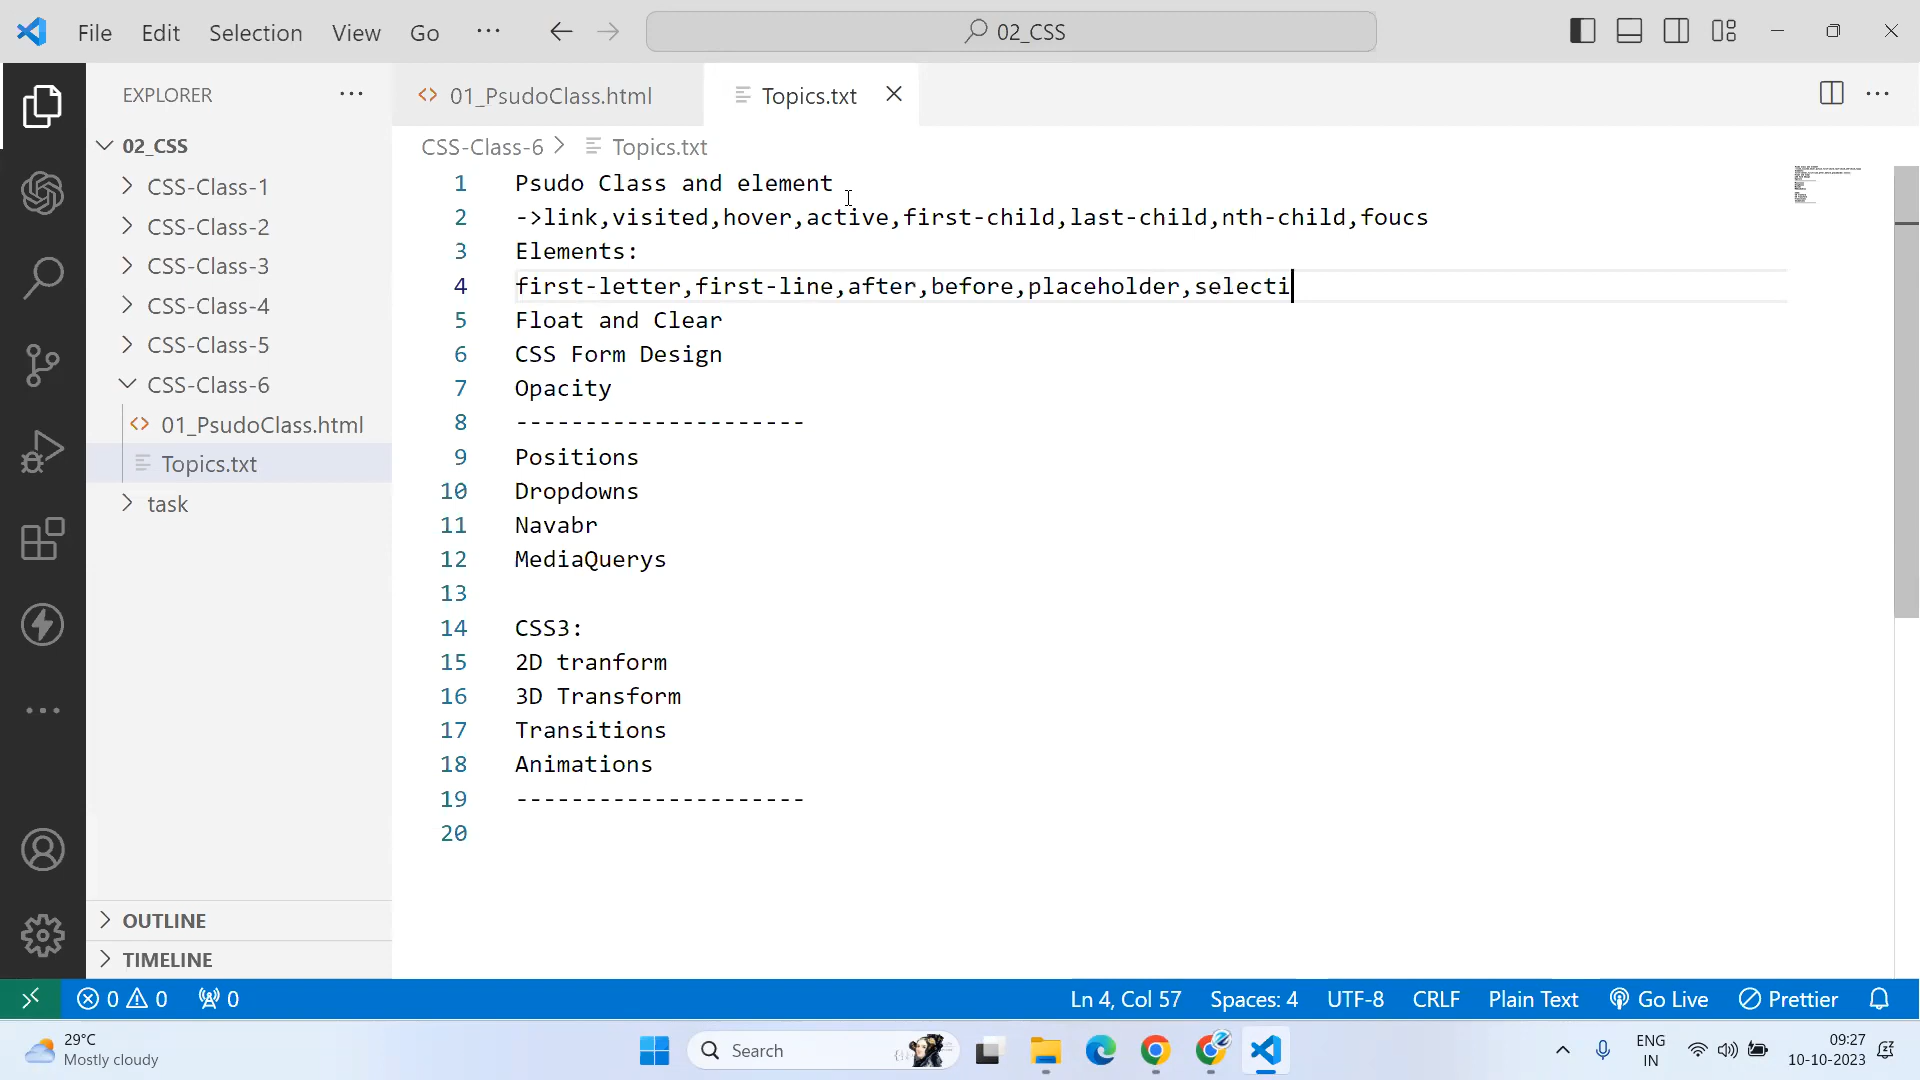 File Edit Selection View Go ··· 02_CSS
EXPLORER ···
01_PsudoClass.html
Topics.txt
02_CSS
CSS-Class-1
CSS-Class-2
CSS-Class-3
CSS-Class-4
CSS-Class-5
CSS-Class-6
01_PsudoClass.html
Topics.txt
task
OUTLINE
TIMELINE
CSS-Class-6 > Topics.txt
1 Psudo Class and element
2 ->link,visited,hover,active,first-child,last-child,nth-child,foucs
3 Elements:
4 first-letter,first-line,after,before,placeholder,selecti
5 Float and Clear
6 CSS Form Design
7 Opacity
8 ---------------------
9 Positions
10 Dropdowns
11 Navabr
12 MediaQuerys
13
14 CSS3:
15 2D tranform
16 3D Transform
17 Transitions
18 Animations
19 ---------------------
20
0 0 0 Ln 4, Col 57 Spaces: 4 UTF-8 CRLF Plain Text Go Live Prettier
29°C
Mostly cloudy
Search
ENG
IN
09:27
10-10-2023